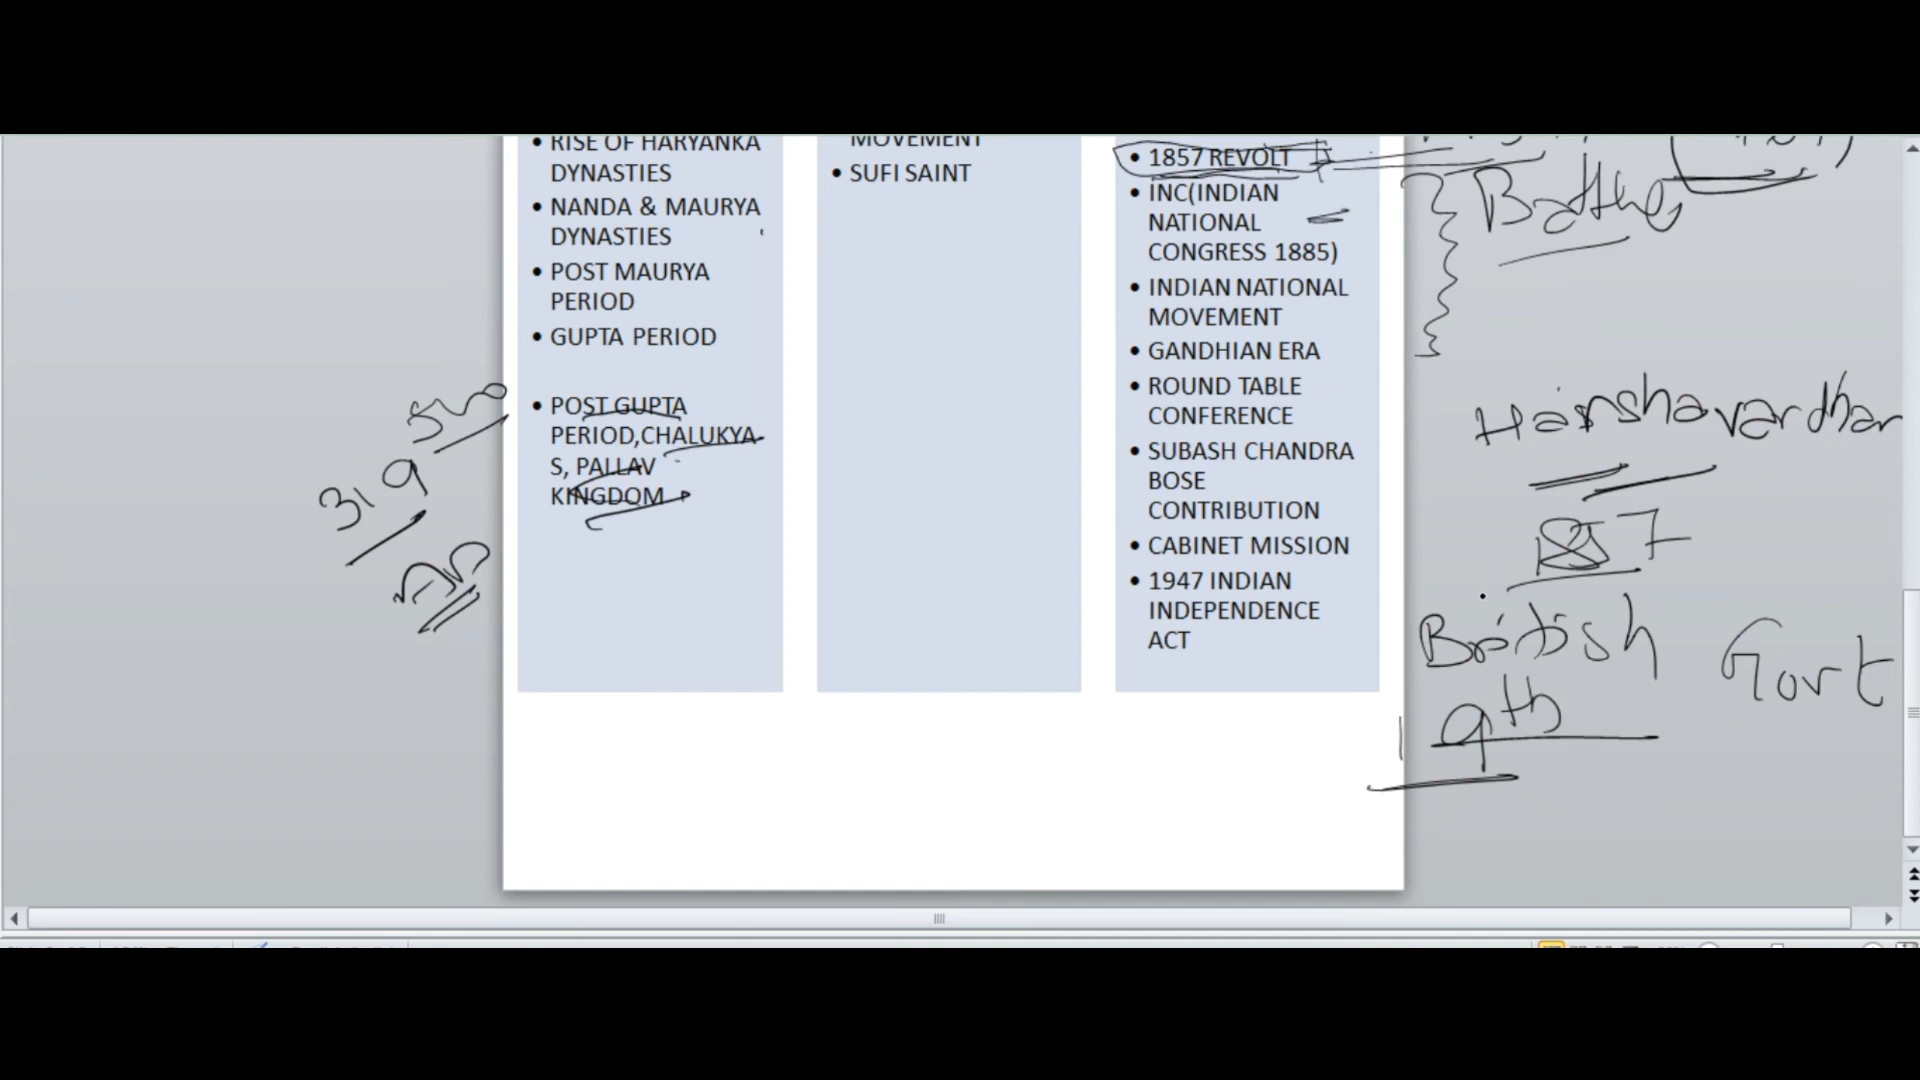 • RISE OF HARYANKA
DYNASTIES
• NANDA & MAURYA
DYNASTIES
• POST MAURYA
PERIOD
• GUPTA PERIOD
• POST GUPTA
PERIOD,CHALUKYA
S, PALLAV
KINGDOM
319
MOVEMENT
• SUFI SAINT
• 1857 REVOLT
• INC(INDIAN
NATIONAL
CONGRESS 1885)
• INDIAN NATIONAL
MOVEMENT
• GANDHIAN ERA
• ROUND TABLE
CONFERENCE
• SUBASH CHANDRA
BOSE
CONTRIBUTION
• CABINET MISSION
• 1947 INDIAN
INDEPENDENCE
ACT
Harshavardhan
1857
British Govt
19th